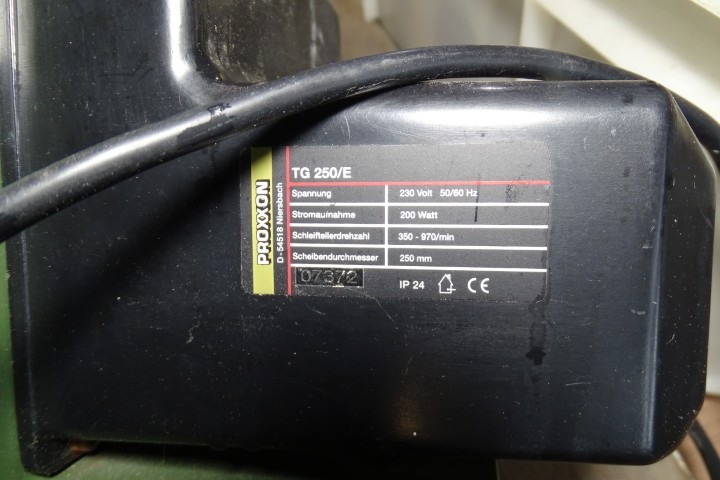 PROXXON
D-54518 Niersbach
TG 250/E
Spannung 230 Volt 50/60 Hz
Stromaufnahme 200 Watt
Schleiftellerdrehzahl 350 - 970/min
Scheibendurchmesser 250 mm
07372 IP 24 CE